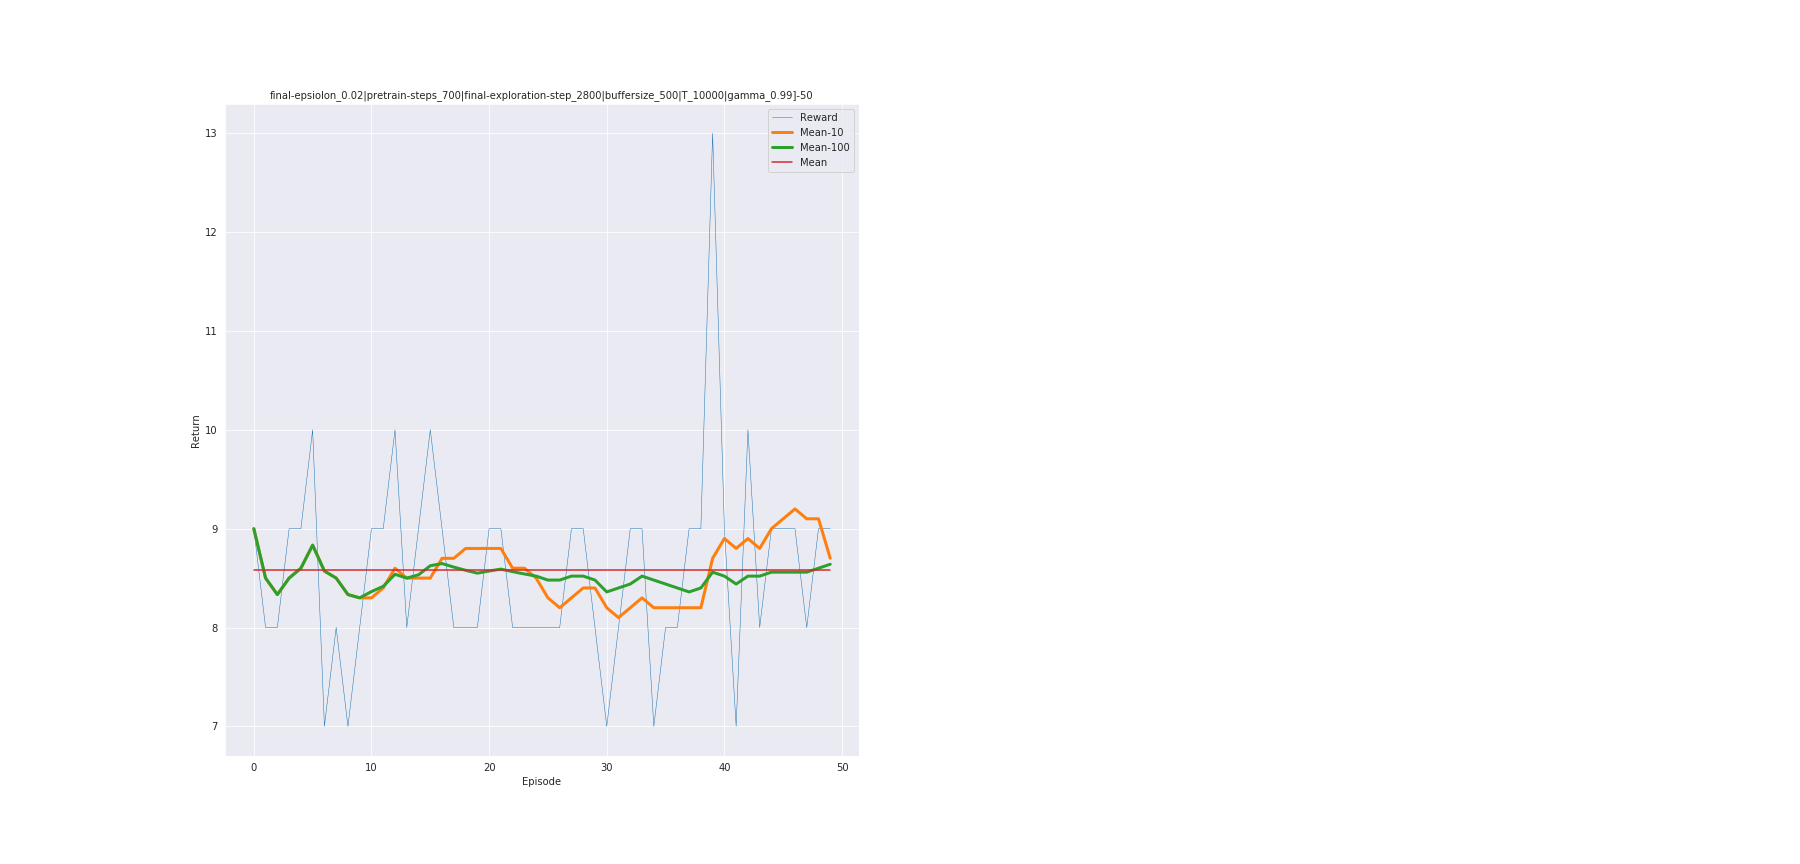 final-epsiolon_0.02|pretrain-steps_700|final-exploration-step_2800|buffersize_500|T_10000|gamma_0.99]-50
Reward
Mean-10
Mean-100
Mean
13
12
11
10
9
8
7
Return
0 10 20 30 40 50
Episode